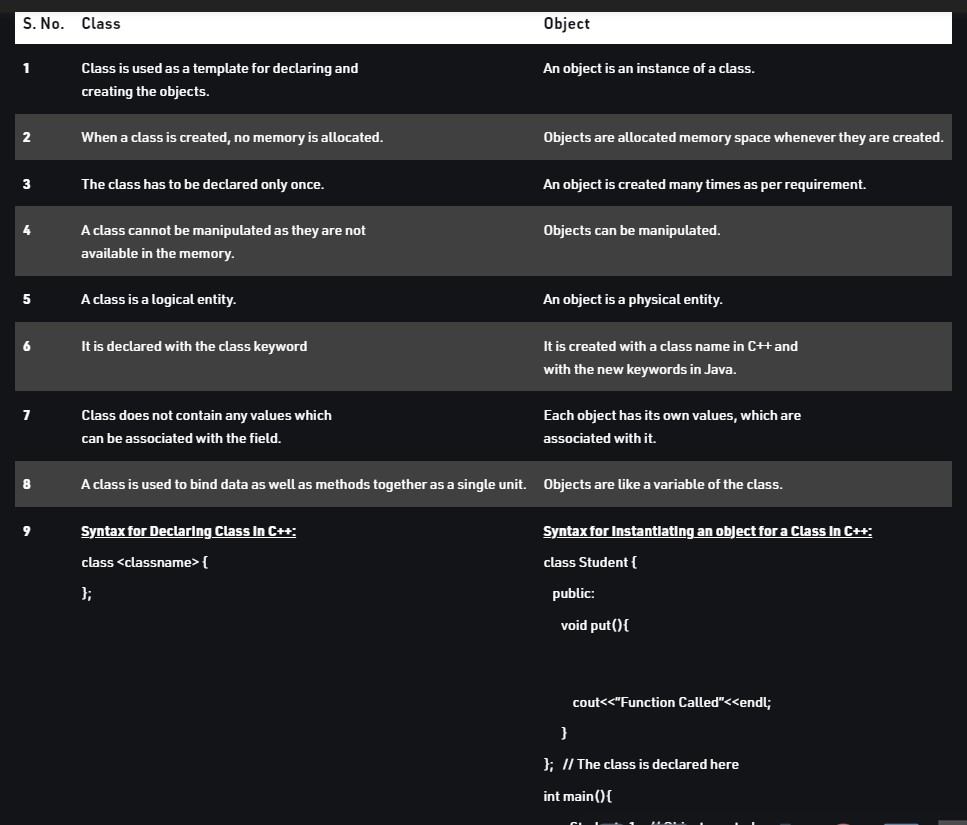 S. No. Class Object
1 Class is used as a template for declaring and An object is an instance of a class.
creating the objects.
2 When a class is created, no memory is allocated. Objects are allocated memory space whenever they are created.
3 The class has to be declared only once. An object is created many times as per requirement.
4 A class cannot be manipulated as they are not Objects can be manipulated.
available in the memory.
5 A class is a logical entity. An object is a physical entity.
6 It is declared with the class keyword It is created with a class name in C++ and
with the new keywords in Java.
7 Class does not contain any values which Each object has its own values, which are
can be associated with the field. associated with it.
8 A class is used to bind data as well as methods together as a single unit. Objects are like a variable of the class.
9 Syntax for Declaring Class in C++: Syntax for Instantiating an object for a Class in C++:
class <classname> { class Student {
}; public:
void put(){
cout<<“Function Called”<<endl;
}
}; // The class is declared here
int main(){